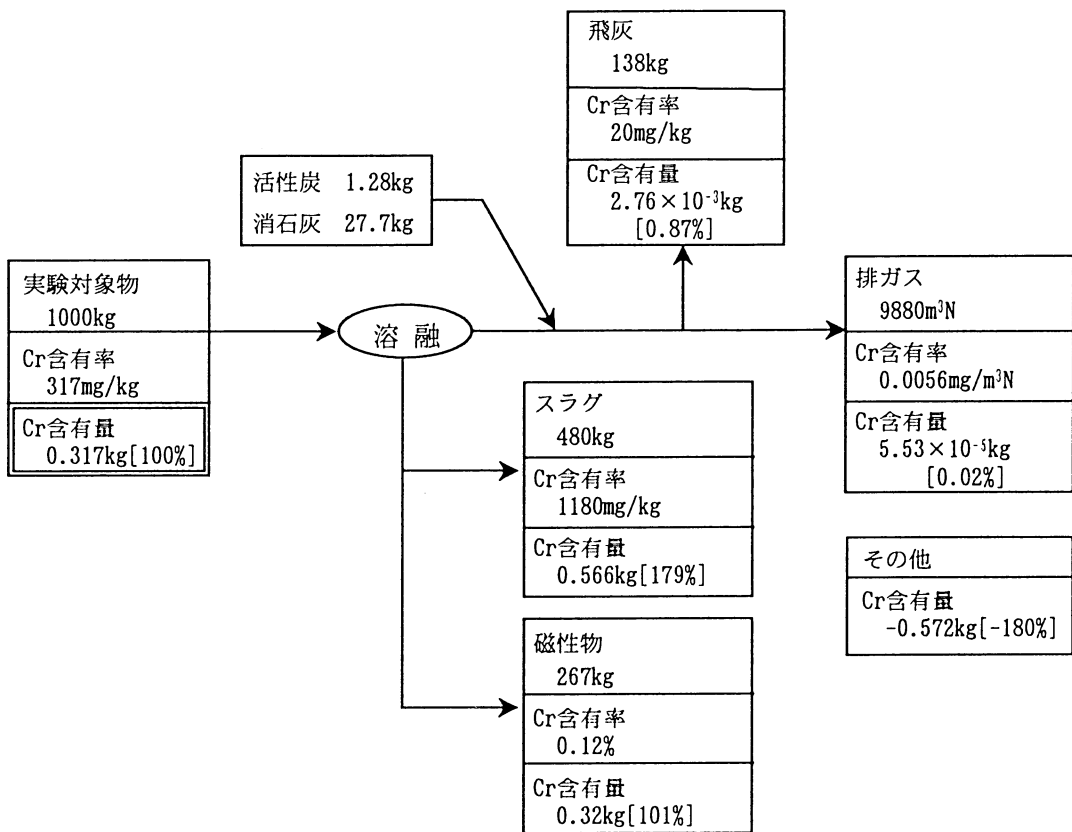 飛灰
138kg
Cr含有率
20mg/kg
Cr含有量
2.76×10⁻³kg
[0.87%]
活性炭 1.28kg
消石灰 27.7kg
実験対象物
1000kg
Cr含有率
317mg/kg
Cr含有量
0.317kg[100%]
溶融
排ガス
9880m³N
Cr含有率
0.0056mg/m³N
Cr含有量
5.53×10⁻⁵kg
[0.02%]
スラグ
480kg
Cr含有率
1180mg/kg
Cr含有量
0.566kg[179%]
その他
Cr含有量
-0.572kg[-180%]
磁性物
267kg
Cr含有率
0.12%
Cr含有量
0.32kg[101%]